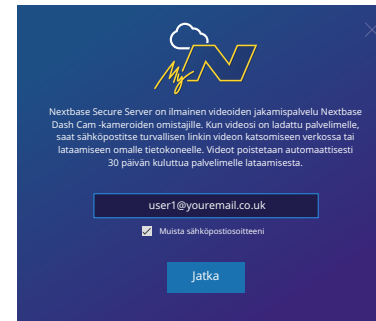 My N
Nextbase Secure Server on ilmainen videoiden jakamispalvelu Nextbase
Dash Cam -kameroiden omistajille. Kun videosi on ladattu palvelimelle,
saat sähköpostitse turvallisen linkin videon katsomiseen verkossa tai
lataamiseen omalle tietokoneelle. Videot poistetaan automaattisesti
30 päivän kuluttua palvelimelle lataamisesta.
user1@youremail.co.uk
Muista sähköpostiosoitteeni
Jatka